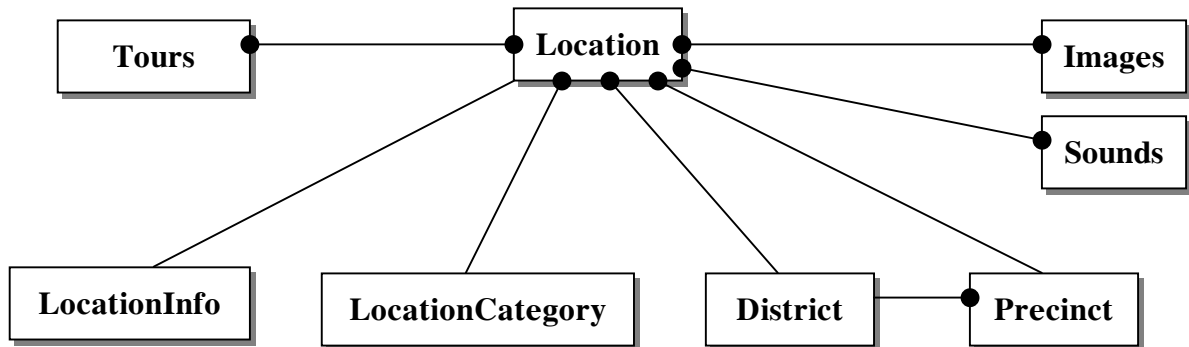 Tours
Location
Images
Sounds
LocationInfo
LocationCategory
District
Precinct